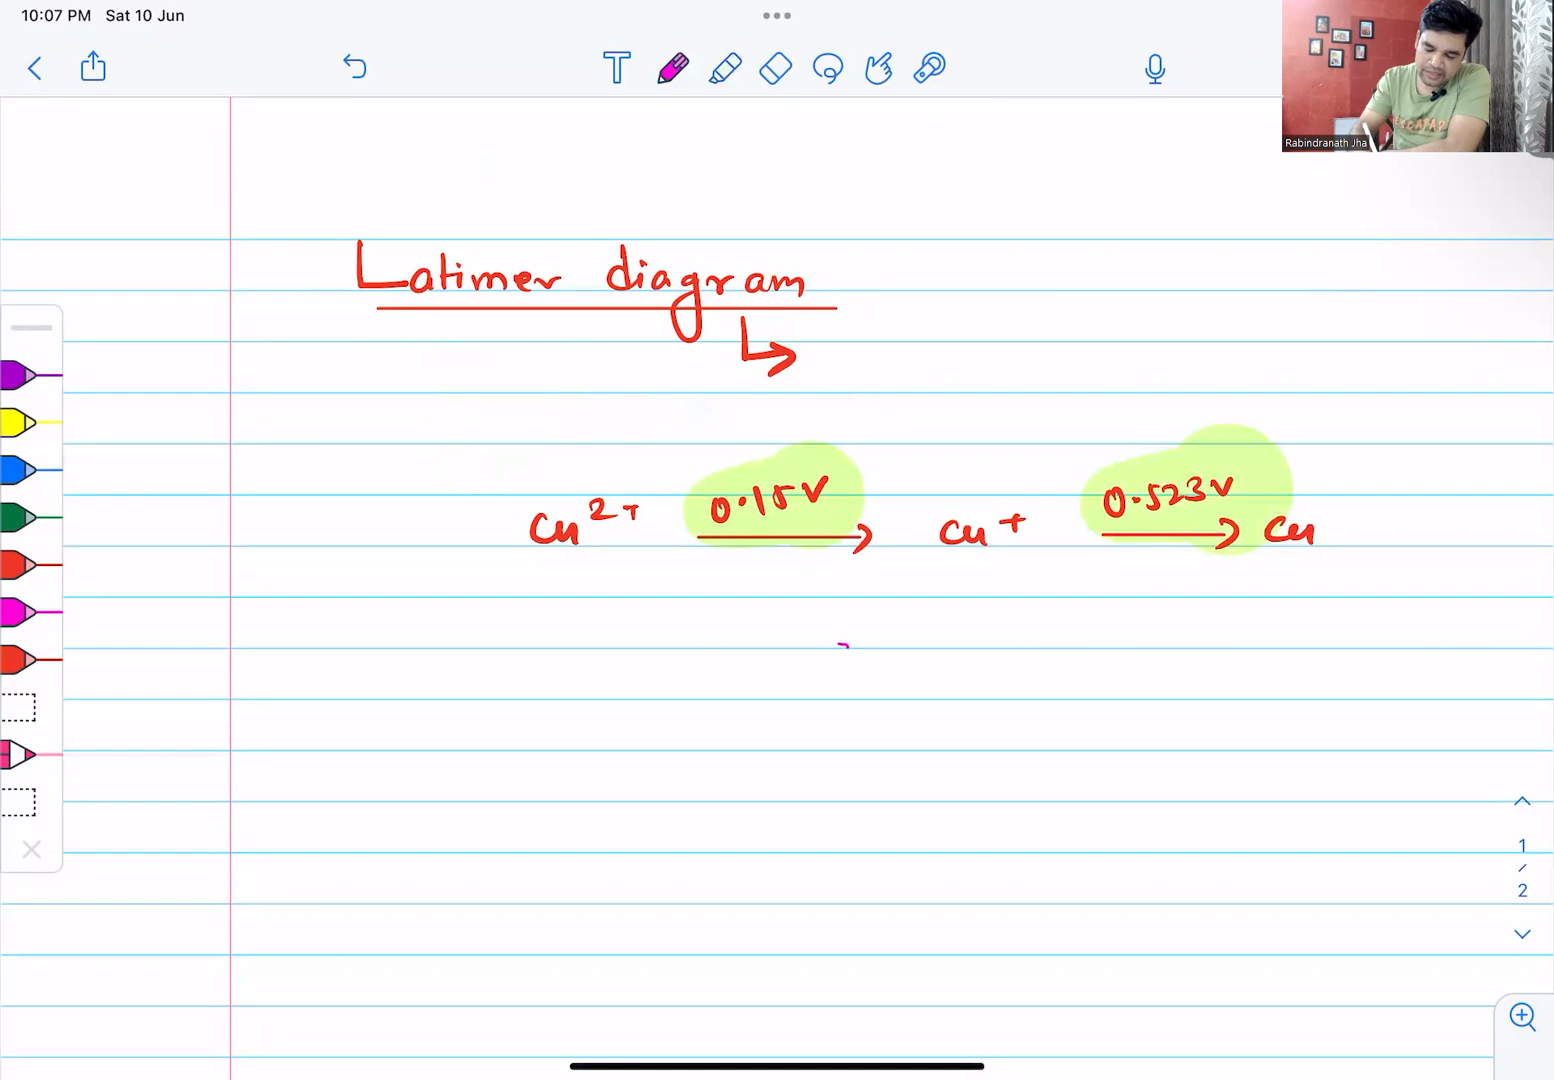 10:07 PM Sat 10 Jun
Rabindranath Jha
Latimer diagram
Cu2+ 0.15V Cu+ 0.523V Cu
1
/
2